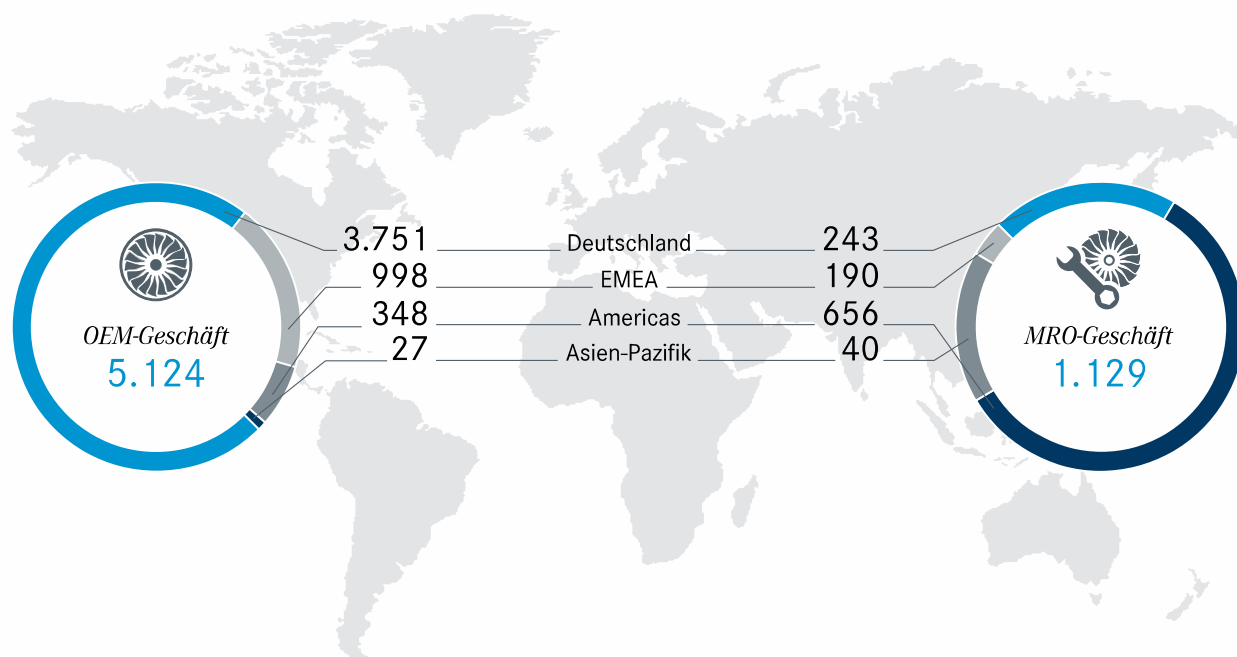 3.751 Deutschland 243
998 EMEA 190
348 Americas 656
27 Asien-Pazifik 40
OEM-Geschäft
5.124
MRO-Geschäft
1.129